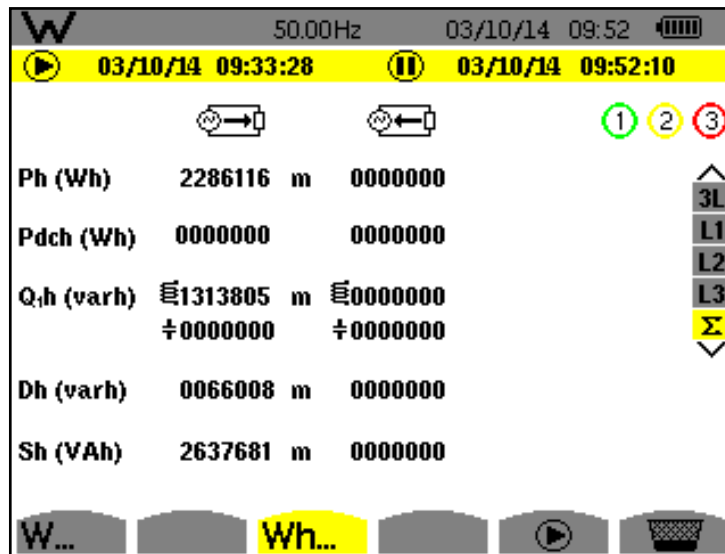 W 50.00Hz 03/10/14 09:52
03/10/14 09:33:28 03/10/14 09:52:10
1 2 3
Ph (Wh) 2286116 m 0000000
3L
Pdch (Wh) 0000000 0000000
L1
L2
Q₁h (varh) 1313805 m 0000000
L3
0000000 0000000
Σ
Dh (varh) 0066008 m 0000000
Sh (VAh) 2637681 m 0000000
W... Wh...